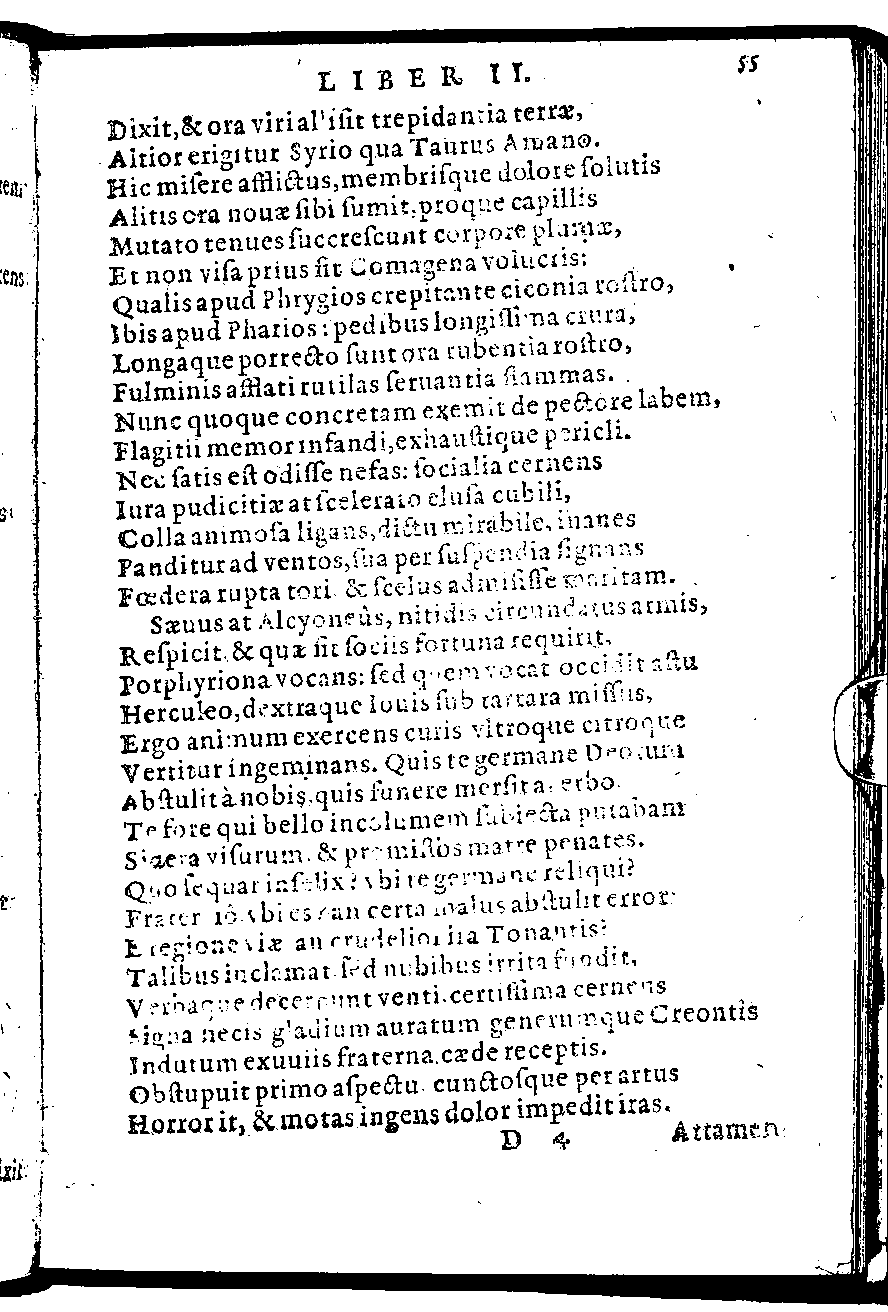 LIBER II. 55
Dixit,& ora viri aliſit trepidantia terræ,
Altior erigitur Syrio qua Taurus Amano.
Hic miſere afflictus,membriſque dolore ſolutis
Alitis ora nouæ ſibi ſumit,proque capillis
Mutato tenues ſuccreſcunt corpore plumæ,
Et non viſa prius fit Comagena volucris:
Qualis apud Phrygios crepitante ciconia roſtro,
Ibis apud Pharios: pedibus longiſſima crura,
Longaque porrecto ſunt ora rubentia roſtro,
Fulminis afflati rutilas ſeruantia flammas.
Nunc quoque concretam exemit de pectore labem,
Flagitii memor infandi,exhauſtique pericli.
Nec ſatis eſt odiſſe nefas: ſocialia cernens
Iura pudicitiæ at ſcelerato eluſa cubili,
Colla animoſa ligans,dictu mirabile, inanes
Panditur ad ventos,ſua per ſuſpendia ſignans
Fœdera rupta tori, & ſcelus admiſiſſe maritam.
Sæuus at Alcyoneûs, nitidis circundatus armis,
Reſpicit, & quæ ſit ſociis fortuna requirit,
Porphyriona vocans: ſed quem vocat occidit aſtu
Herculeo,dextraque Iouis ſub tartara miſſus,
Ergo animum exercens curis vltroque citroque
Vertitur ingeminans. Quis te germane Deorum
Abſtulit à nobis,quis funere merſit acerbo.
Te fore qui bello incolumem ſubiecta putabam
Sidera viſurum, & promiſſos matre penates.
Quo ſequar infelix? vbi te germane reliqui?
Frater iô vbi es? an certa malus abſtulit error
E regione viæ an crudelior ira Tonantis?
Talibus inclamat, ſed nubibus irrita fundit,
Verbaque decerpunt venti.certiſſima cernens
Signa necis gladium auratum generumque Creontis
Indutum exuuiis fraterna cæde receptis.
Obſtupuit primo aſpectu, cunctoſque per artus
Horror it, & motas ingens dolor impedit iras.
D 4 Attamen